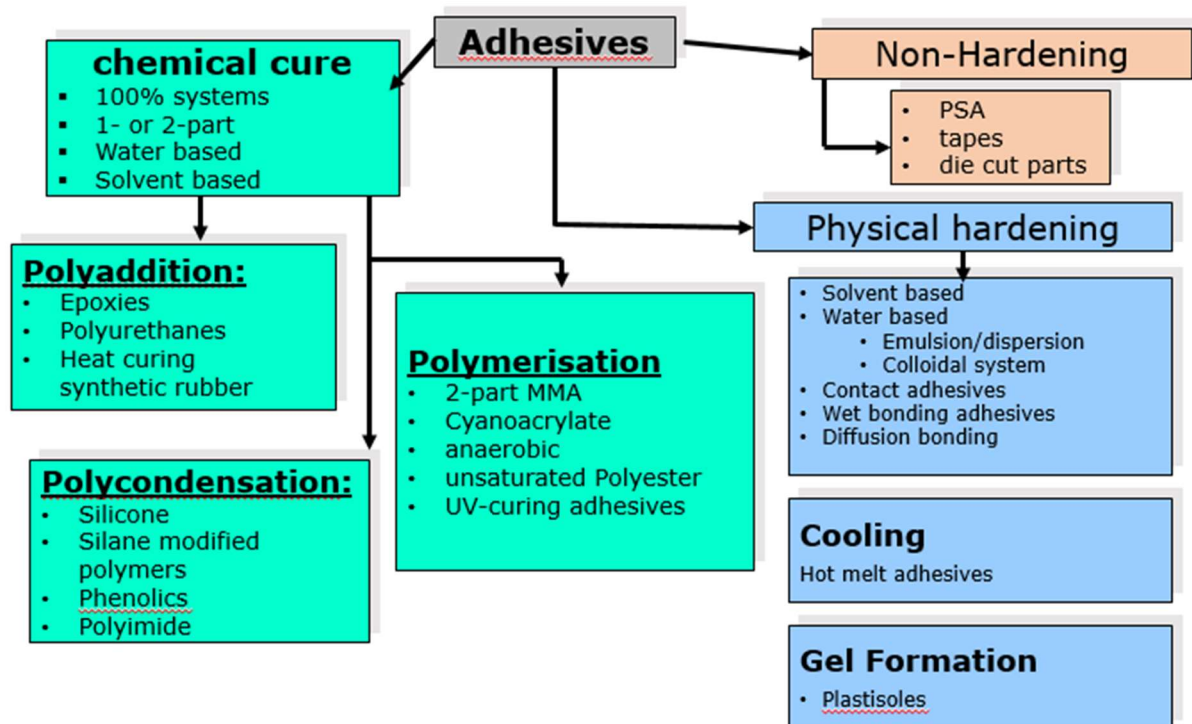 Adhesives
chemical cure
▪ 100% systems
▪ 1- or 2-part
▪ Water based
▪ Solvent based
Non-Hardening
• PSA
• tapes
• die cut parts
Physical hardening
• Solvent based
• Water based
• Emulsion/dispersion
• Colloidal system
• Contact adhesives
• Wet bonding adhesives
• Diffusion bonding
Polyaddition:
• Epoxies
• Polyurethanes
• Heat curing
synthetic rubber
Polymerisation
• 2-part MMA
• Cyanoacrylate
• anaerobic
• unsaturated Polyester
• UV-curing adhesives
Polycondensation:
• Silicone
• Silane modified
polymers
• Phenolics
• Polyimide
Cooling
Hot melt adhesives
Gel Formation
• Plastisoles